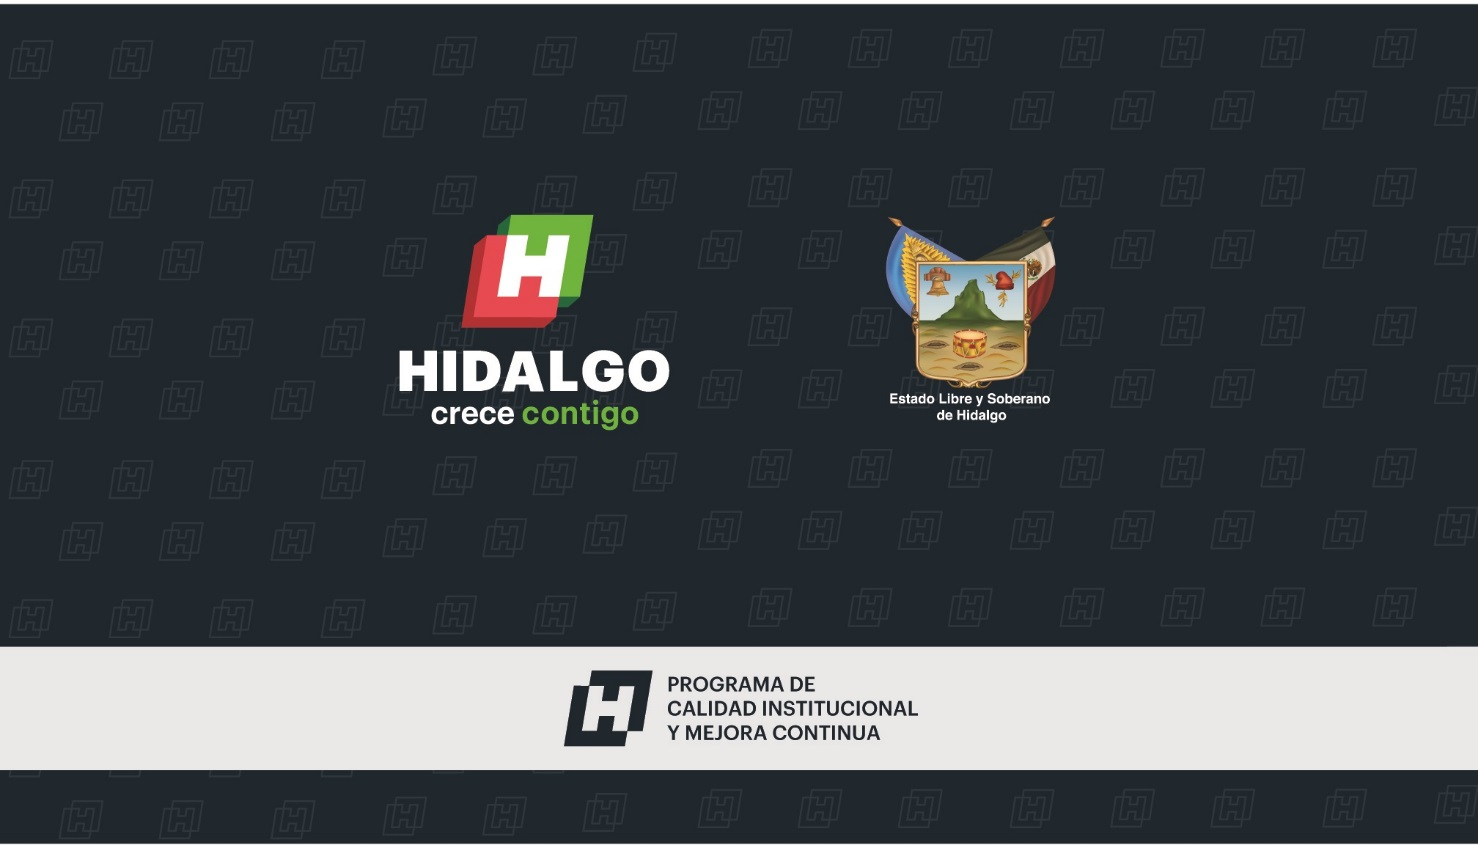 H
HIDALGO
crece contigo
Estado Libre y Soberano
de Hidalgo
H
PROGRAMA DE
CALIDAD INSTITUCIONAL
Y MEJORA CONTINUA